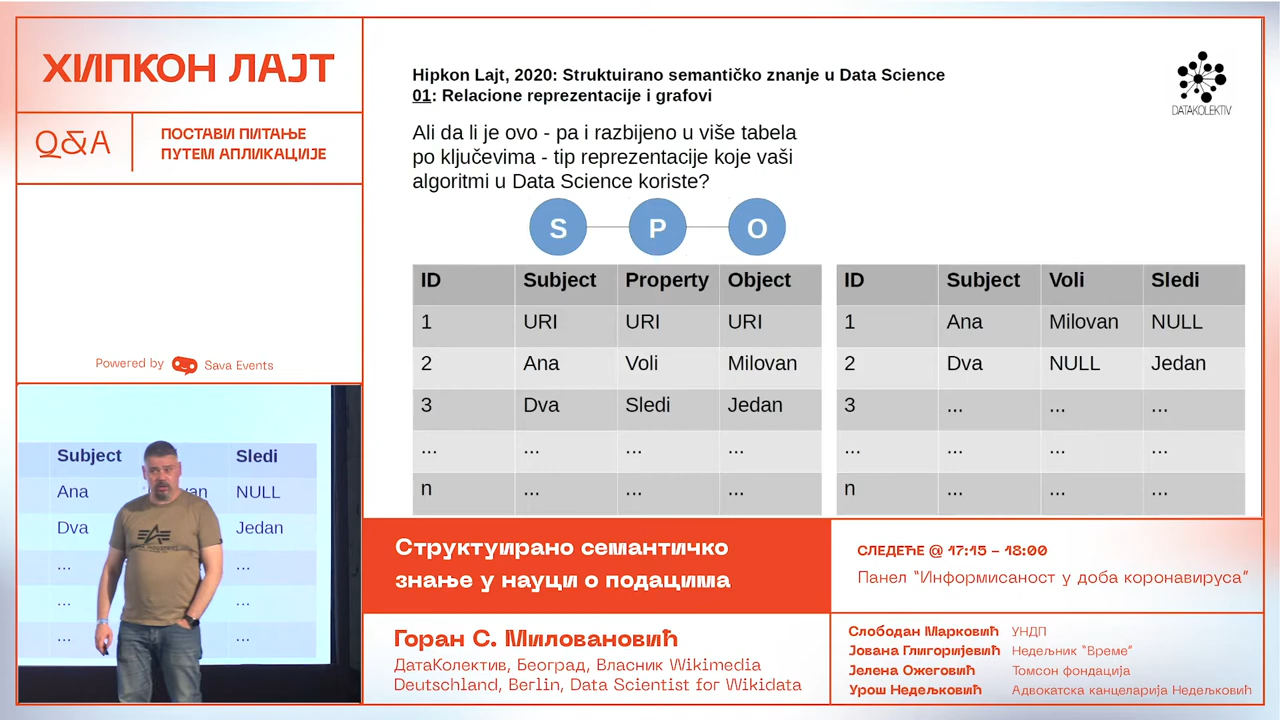 ХИПКОН ЛАЈТ
Q&A
ПОСТАВИ ПИТАЊЕ
ПУТЕМ АПЛИКАЦИЈЕ
Powered by Sava Events
Hipkon Lajt, 2020: Struktuirano semantičko znanje u Data Science
01: Relacione reprezentacije i grafovi
DATAKOLEKTIV
Ali da li je ovo - pa i razbijeno u više tabela
po ključevima - tip reprezentacije koje vaši
algoritmi u Data Science koriste?
S P O
ID Subject Property Object
1 URI URI URI
2 Ana Voli Milovan
3 Dva Sledi Jedan
... ... ... ...
n ... ... ...
ID Subject Voli Sledi
1 Ana Milovan NULL
2 Dva NULL Jedan
3 ... ... ...
... ... ... ...
n ... ... ...
Subject Sledi
Ana an NULL
Dva Jedan
... ...
... ...
... ...
Структуирано семантичко
знање у науци о подацима
Горан С. Миловановић
ДатаКолектив, Београд, Власник Wikimedia
Deutschland, Berlin, Data Scientist for Wikidata
СЛЕДЕЋЕ @ 17:15 – 18:00
Панел “Информисаност у доба коронавируса”
Слободан Марковић УНДП
Јована Глигоријевић Недељник “Време”
Јелена Ожеговић Томсон фондација
Урош Недељковић Адвокатска канцеларија Недељковић